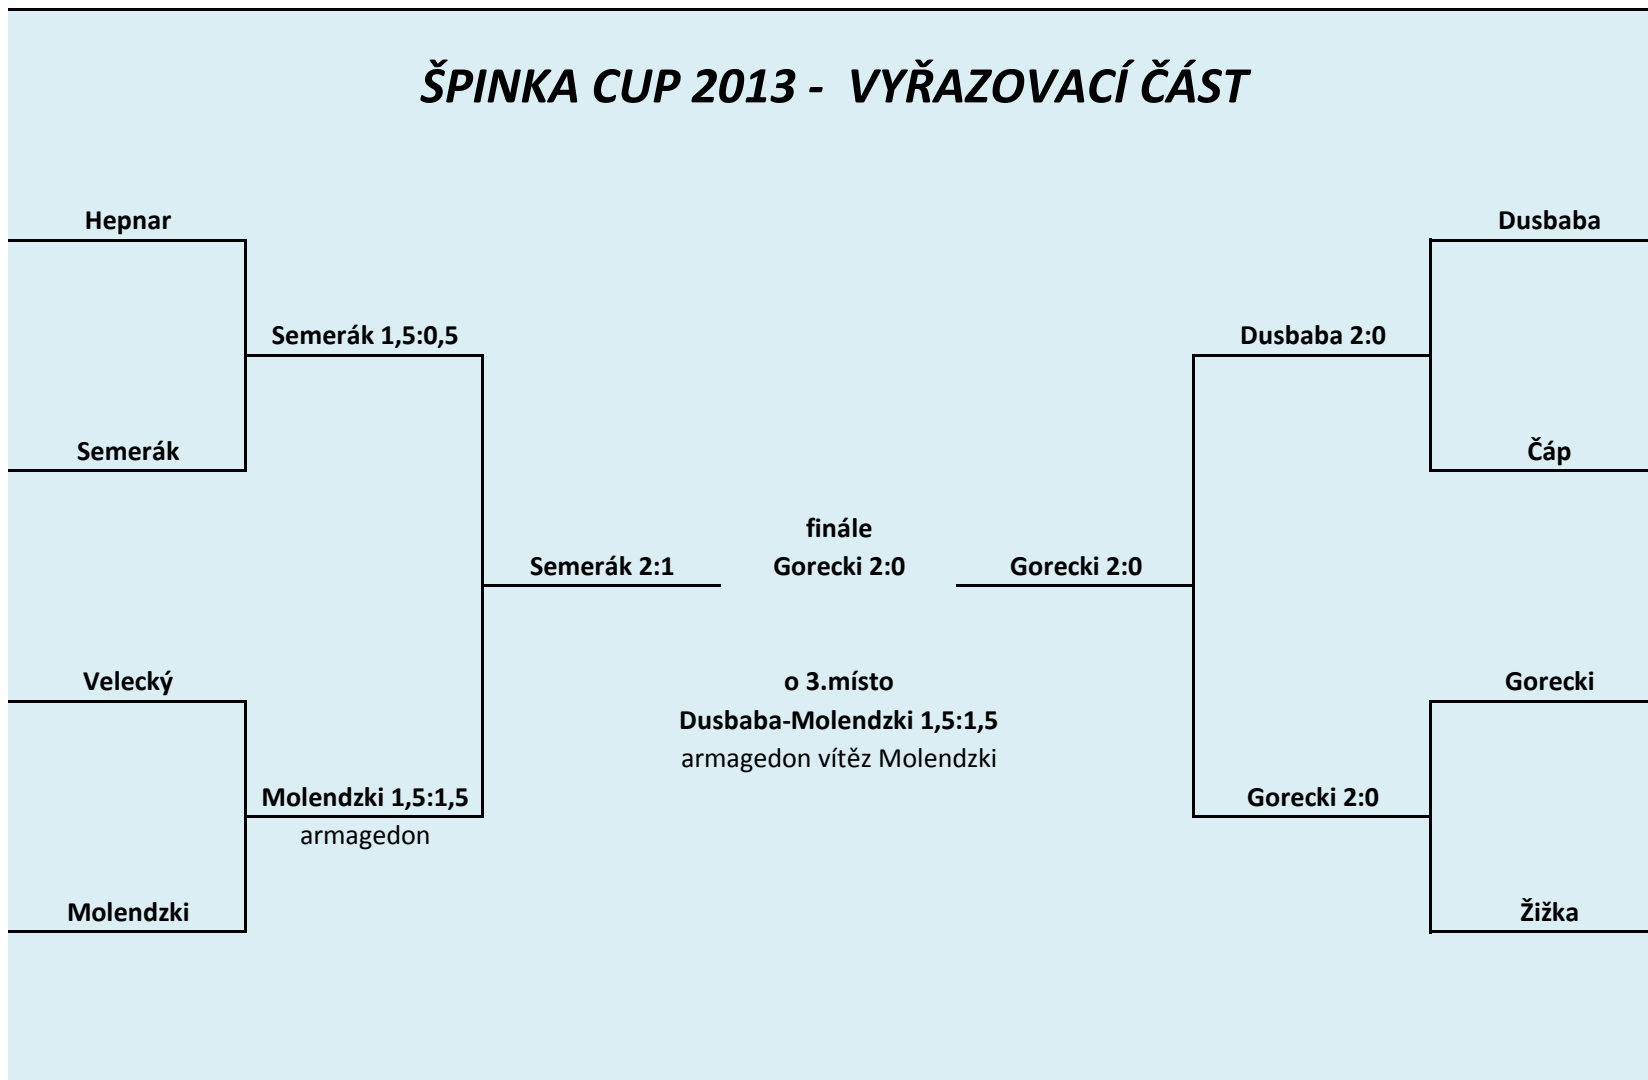 ŠPINKA CUP 2013 - VYŘAZOVACÍ ČÁST
Hepnar
Dusbaba
Semerák 1,5:0,5
Dusbaba 2:0
Semerák
Čáp
finále
Semerák 2:1
Gorecki 2:0
Gorecki 2:0
Velecký
o 3.místo
Gorecki
Dusbaba-Molendzki 1,5:1,5
armagedon vítěz Molendzki
Molendzki 1,5:1,5
Gorecki 2:0
armagedon
Molendzki
Žižka